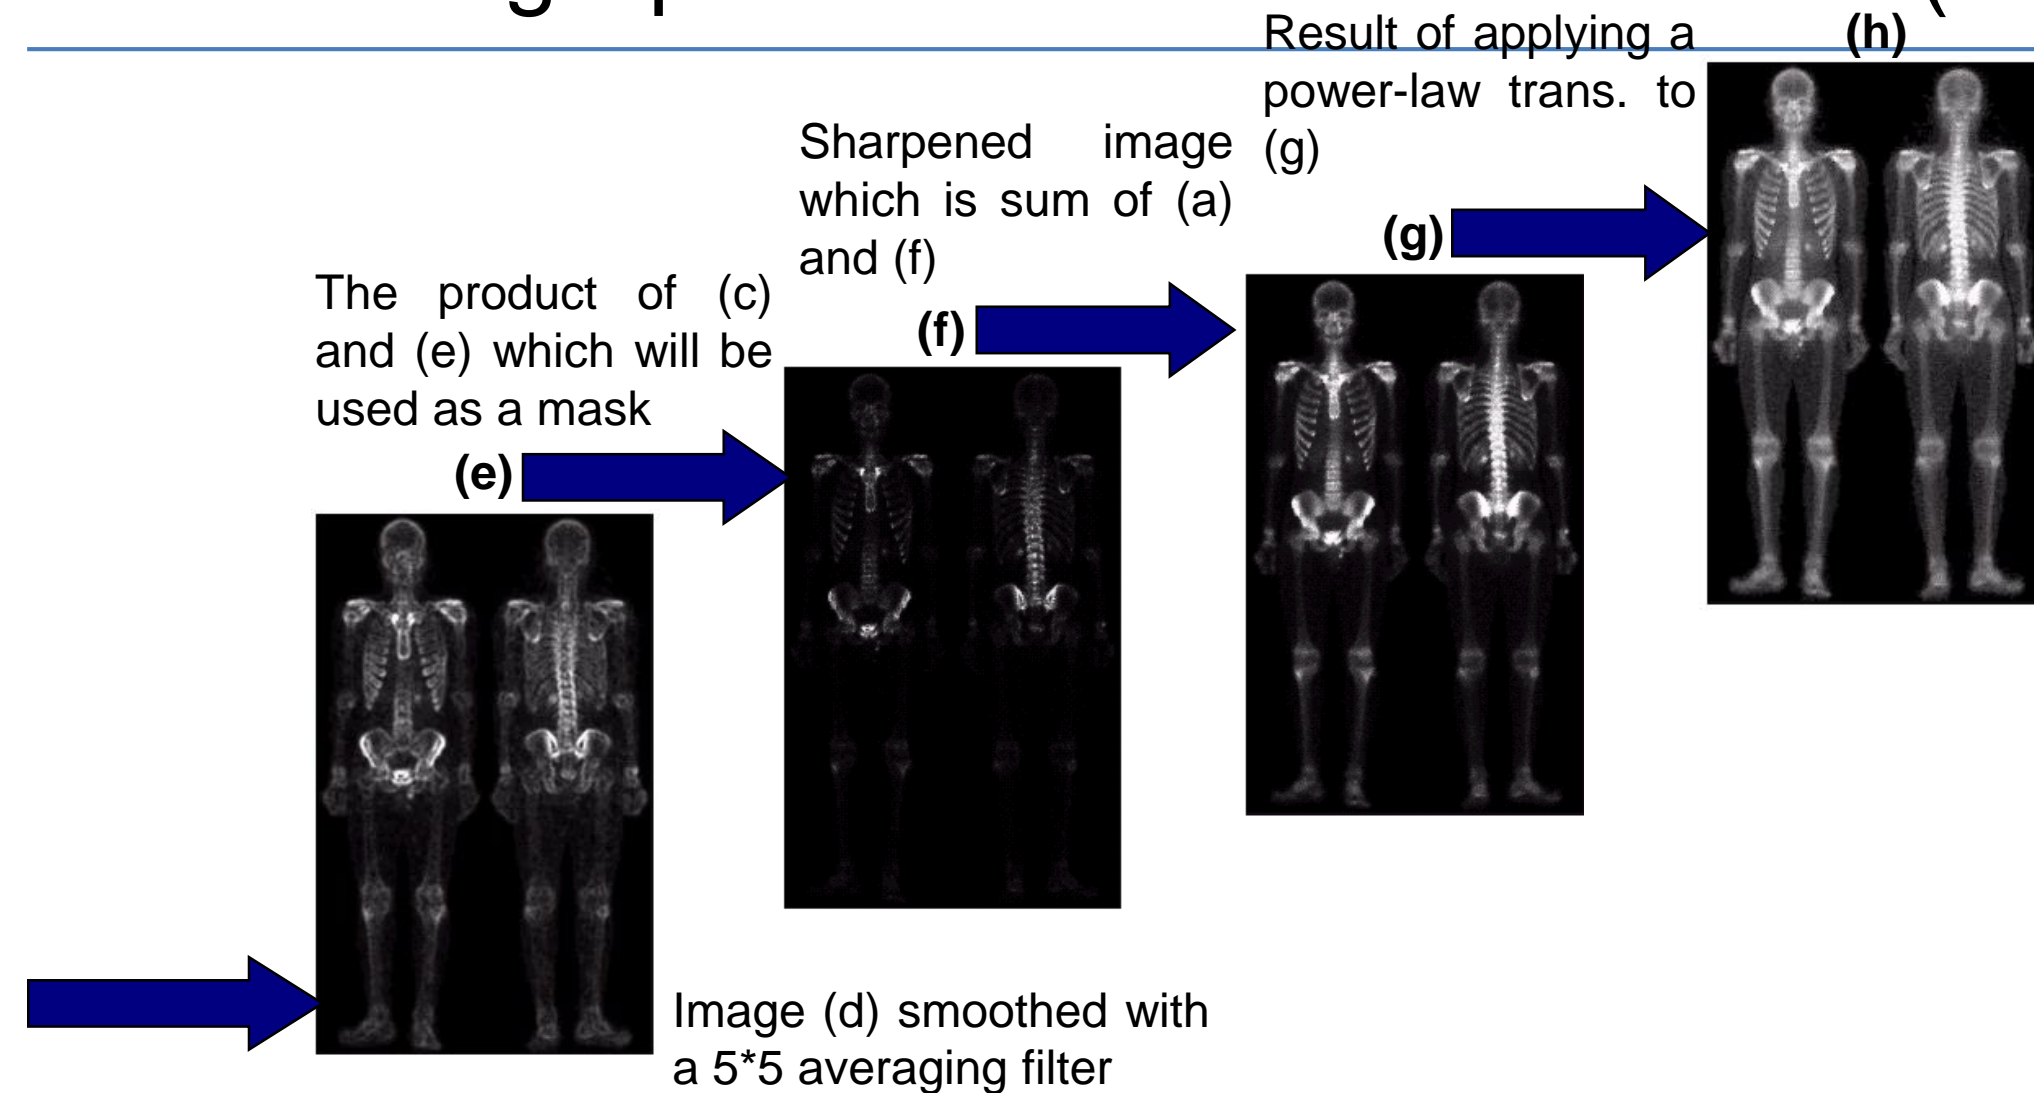 Result of applying a
power-law trans. to
(g)
(h)
Sharpened image
which is sum of (a)
and (f)
(g)
The product of (c)
and (e) which will be
used as a mask
(f)
(e)
Image (d) smoothed with
a 5*5 averaging filter